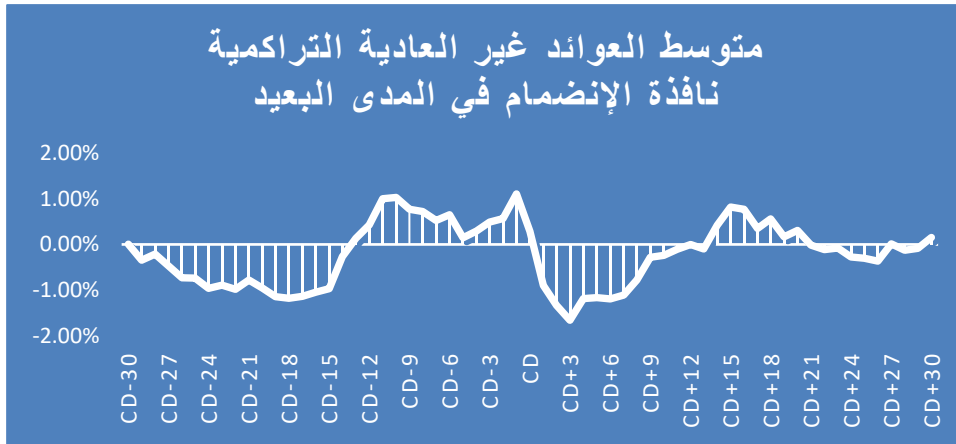 متوسط العوائد غير العادية التراكمية
نافذة الإنضمام في المدى البعيد
2.00%
1.00%
0.00%
-1.00%
-2.00%
CD-30
CD-27
CD-24
CD-21
CD-18
CD-15
CD-12
CD-9
CD-6
CD-3
CD
CD+3
CD+6
CD+9
CD+12
CD+15
CD+18
CD+21
CD+24
CD+27
CD+30